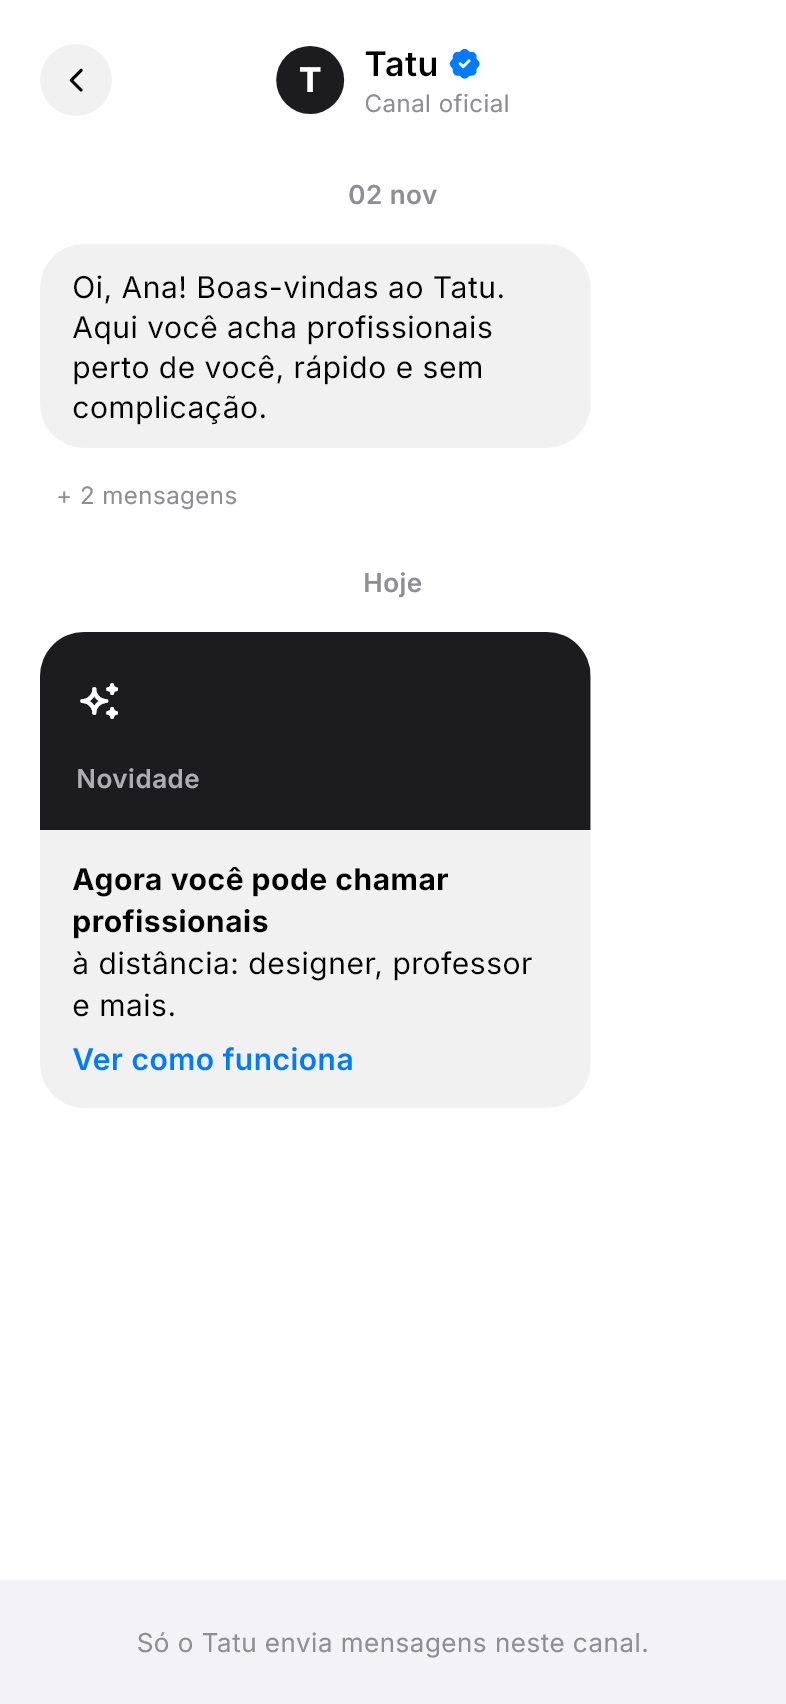 T
Tatu
Canal oficial
02 nov
Oi, Ana! Boas-vindas ao Tatu.
Aqui você acha profissionais
perto de você, rápido e sem
complicação.
+ 2 mensagens
Hoje
Novidade
Agora você pode chamar
profissionais
à distância: designer, professor
e mais.
Ver como funciona
Só o Tatu envia mensagens neste canal.